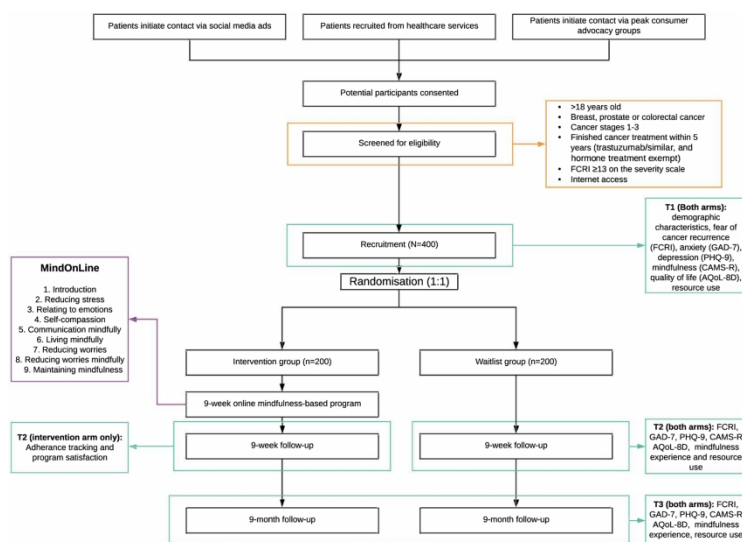 Patients initiate contact via social media ads
Patients recruited from healthcare services
Patients initiate contact via peak consumer
advocacy groups
Potential participants consented
Screened for eligibility
• >18 years old
• Breast, prostate or colorectal cancer
• Cancer stages 1-3
• Finished cancer treatment within 5
years (trastuzumab/similar, and
hormone treatment exempt)
• FCRI ≥13 on the severity scale
• Internet access
Recruitment (N=400)
T1 (Both arms):
demographic
characteristics, fear of
cancer recurrence
(FCRI), anxiety (GAD-7),
depression (PHQ-9),
mindfulness (CAMS-R),
quality of life (AQoL-8D),
resource use
Randomisation (1:1)
MindOnLine
1. Introduction
2. Reducing stress
3. Relating to emotions
4. Self-compassion
5. Communication mindfully
6. Living mindfully
7. Reducing worries
8. Reducing worries mindfully
9. Maintaining mindfulness
Intervention group (n=200)
Waitlist group (n=200)
9-week online mindfulness-based program
T2 (intervention arm only):
Adherance tracking and
program satisfaction
9-week follow-up
9-week follow-up
T2 (both arms): FCRI,
GAD-7, PHQ-9, CAMS-R,
AQoL-8D, mindfulness
experience and resource
use
9-month follow-up
9-month follow-up
T3 (both arms): FCRI,
GAD-7, PHQ-9, CAMS-R,
AQoL-8D, mindfulness
experience, resource use